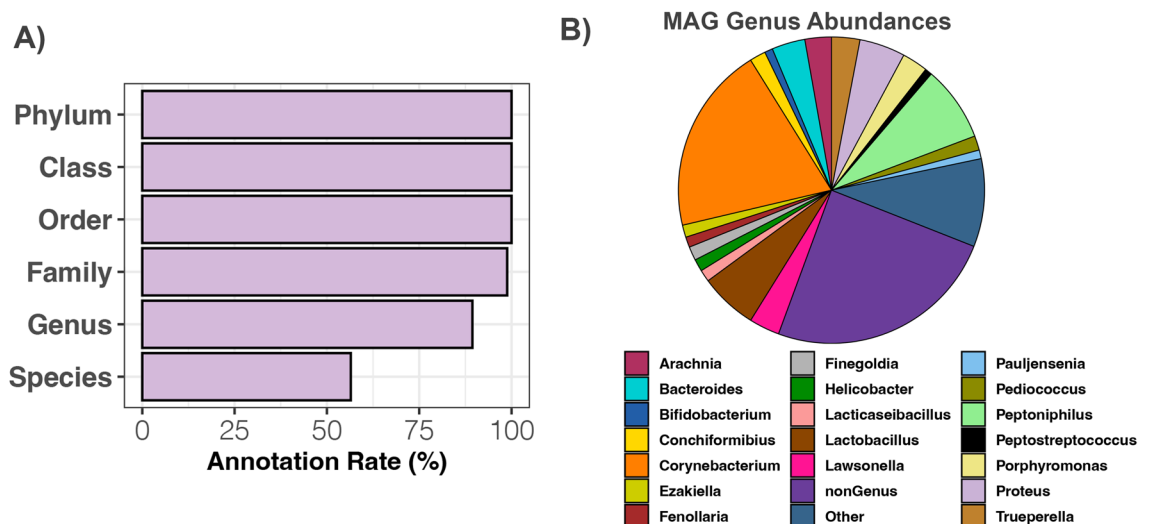 A)
Phylum
Class
Order
Family
Genus
Species
0 25 50 75 100
Annotation Rate (%)
B)
MAG Genus Abundances
Arachnia
Bacteroides
Bifidobacterium
Conchiformibius
Corynebacterium
Ezakiella
Fenollaria
Finegoldia
Helicobacter
Lacticaseibacillus
Lactobacillus
Lawsonella
nonGenus
Other
Pauljensenia
Pediococcus
Peptoniphilus
Peptostreptococcus
Porphyromonas
Proteus
Trueperella